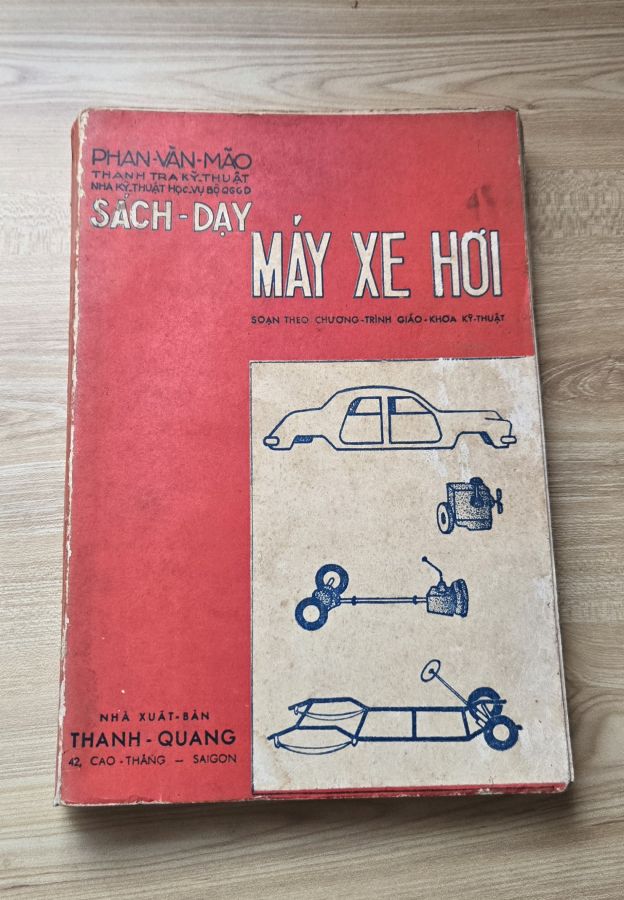 PHAN-VĂN-MÃO
THANH TRA KỸ-THUẬT
NHA KỸ-THUẬT HỌC-VỤ BỘ QGGD
SÁCH-DẠY
MÁY XE HƠI
SOẠN THEO CHƯƠNG-TRÌNH GIÁO-KHOA KỸ-THUẬT
NHÀ XUẤT-BẢN
THANH-QUANG
42, CAO-THẮNG – SAIGON